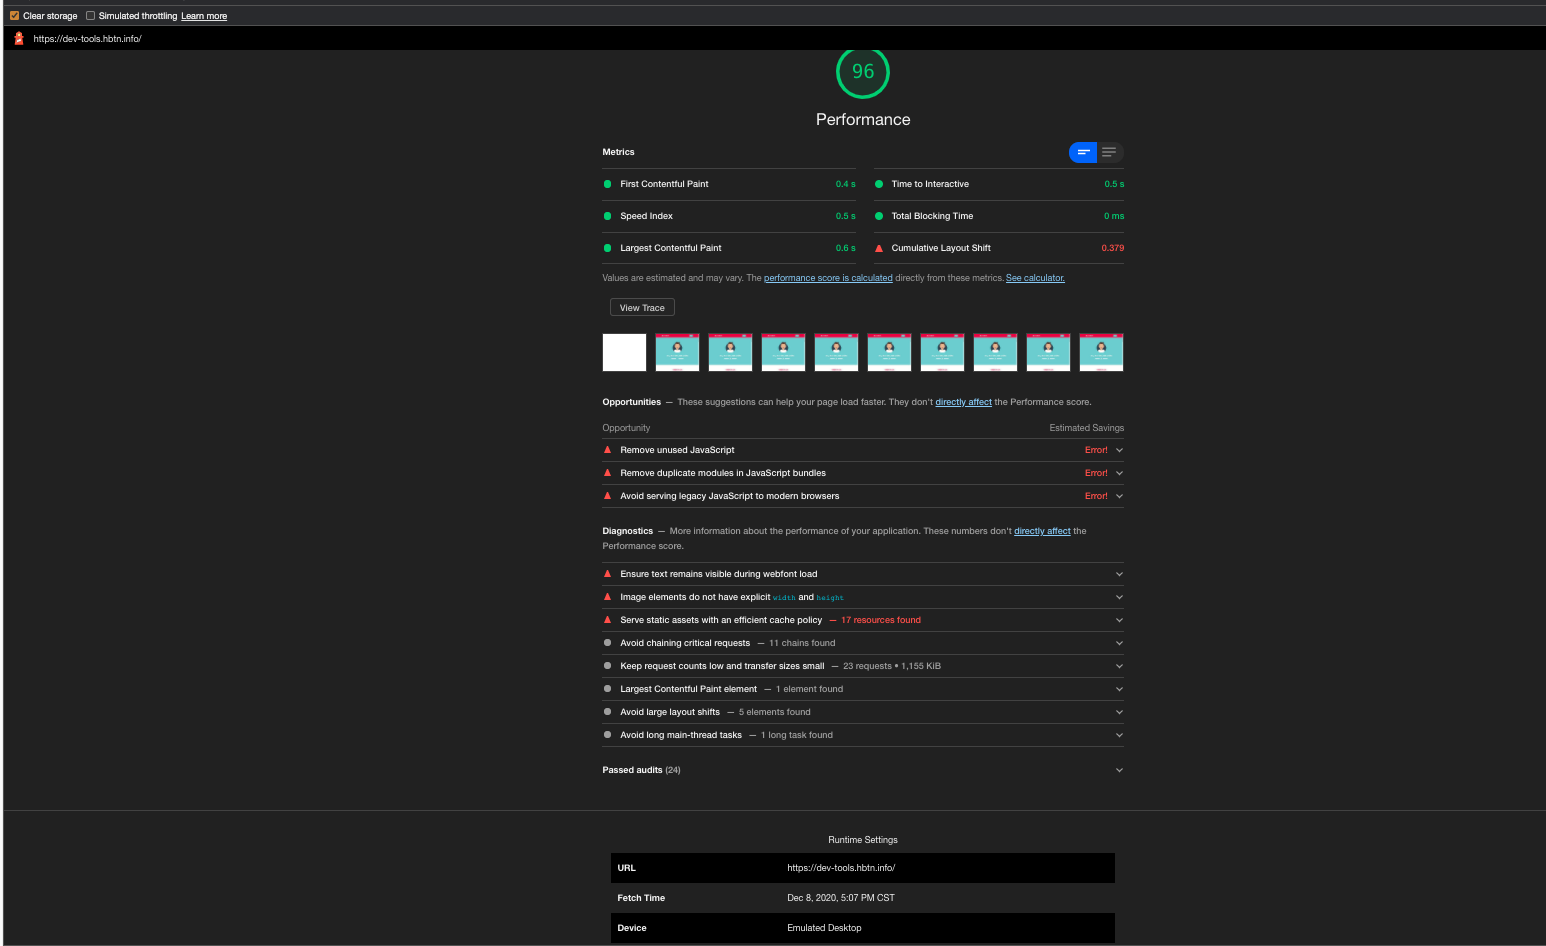 Clear storage Simulated throttling Learn more
https://dev-tools.hbtn.info/
96
Performance
Metrics
First Contentful Paint 0.4 s Time to Interactive 0.5 s
Speed Index 0.5 s Total Blocking Time 0 ms
Largest Contentful Paint 0.6 s Cumulative Layout Shift 0.379
Values are estimated and may vary. The performance score is calculated directly from these metrics. See calculator.
View Trace
Opportunities — These suggestions can help your page load faster. They don't directly affect the Performance score.
Opportunity Estimated Savings
Remove unused JavaScript Error!
Remove duplicate modules in JavaScript bundles Error!
Avoid serving legacy JavaScript to modern browsers Error!
Diagnostics — More information about the performance of your application. These numbers don't directly affect the
Performance score.
Ensure text remains visible during webfont load
Image elements do not have explicit width and height
Serve static assets with an efficient cache policy — 17 resources found
Avoid chaining critical requests — 11 chains found
Keep request counts low and transfer sizes small — 23 requests • 1,155 KiB
Largest Contentful Paint element — 1 element found
Avoid large layout shifts — 5 elements found
Avoid long main-thread tasks — 1 long task found
Passed audits (24)
Runtime Settings
URL https://dev-tools.hbtn.info/
Fetch Time Dec 8, 2020, 5:07 PM CST
Device Emulated Desktop